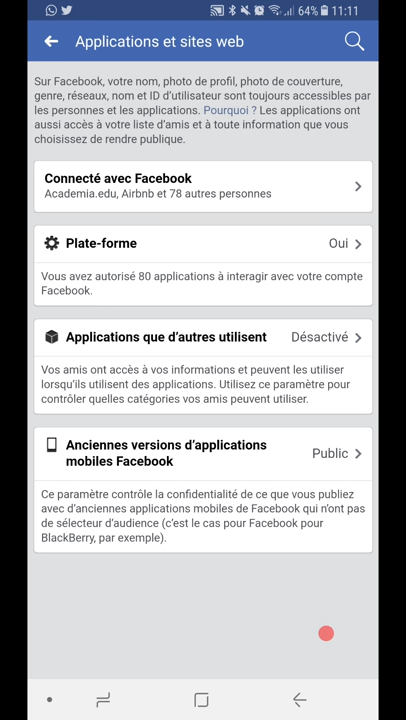 64% 11:11
Applications et sites web
Sur Facebook, votre nom, photo de profil, photo de couverture,
genre, réseaux, nom et ID d’utilisateur sont toujours accessibles par
les personnes et les applications. Pourquoi ? Les applications ont
aussi accès à votre liste d’amis et à toute information que vous
choisissez de rendre publique.
Connecté avec Facebook
Academia.edu, Airbnb et 78 autres personnes
Plate-forme Oui
Vous avez autorisé 80 applications à interagir avec votre compte
Facebook.
Applications que d’autres utilisent Désactivé
Vos amis ont accès à vos informations et peuvent les utiliser
lorsqu’ils utilisent des applications. Utilisez ce paramètre pour
contrôler quelles catégories vos amis peuvent utiliser.
Anciennes versions d’applications
mobiles Facebook Public
Ce paramètre contrôle la confidentialité de ce que vous publiez
avec d’anciennes applications mobiles de Facebook qui n’ont pas
de sélecteur d’audience (c’est le cas pour Facebook pour
BlackBerry, par exemple).